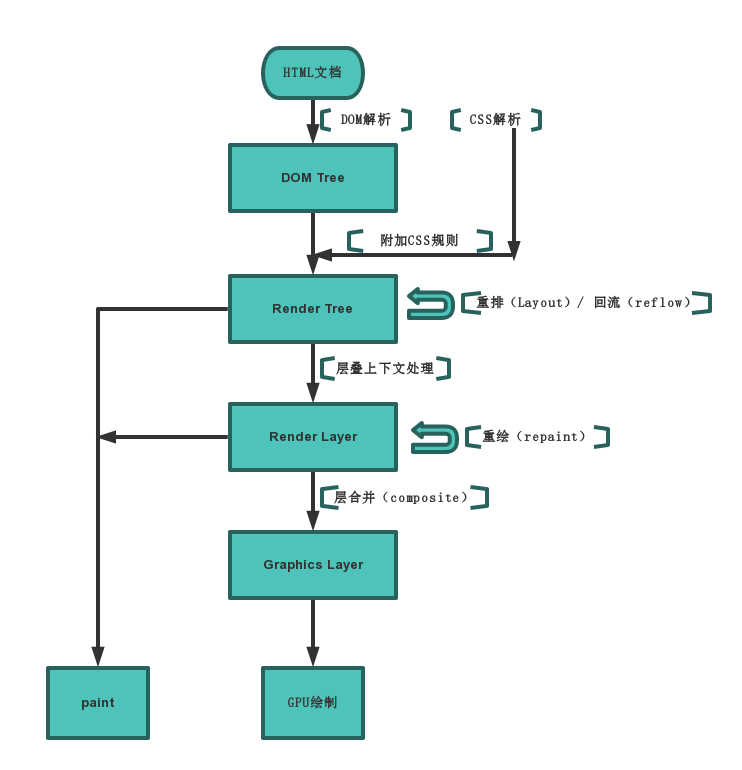 HTML文档
DOM解析
CSS解析
DOM Tree
附加CSS规则
Render Tree
重排（Layout）/ 回流（reflow）
层叠上下文处理
Render Layer
重绘（repaint）
层合并（composite）
Graphics Layer
paint
GPU绘制